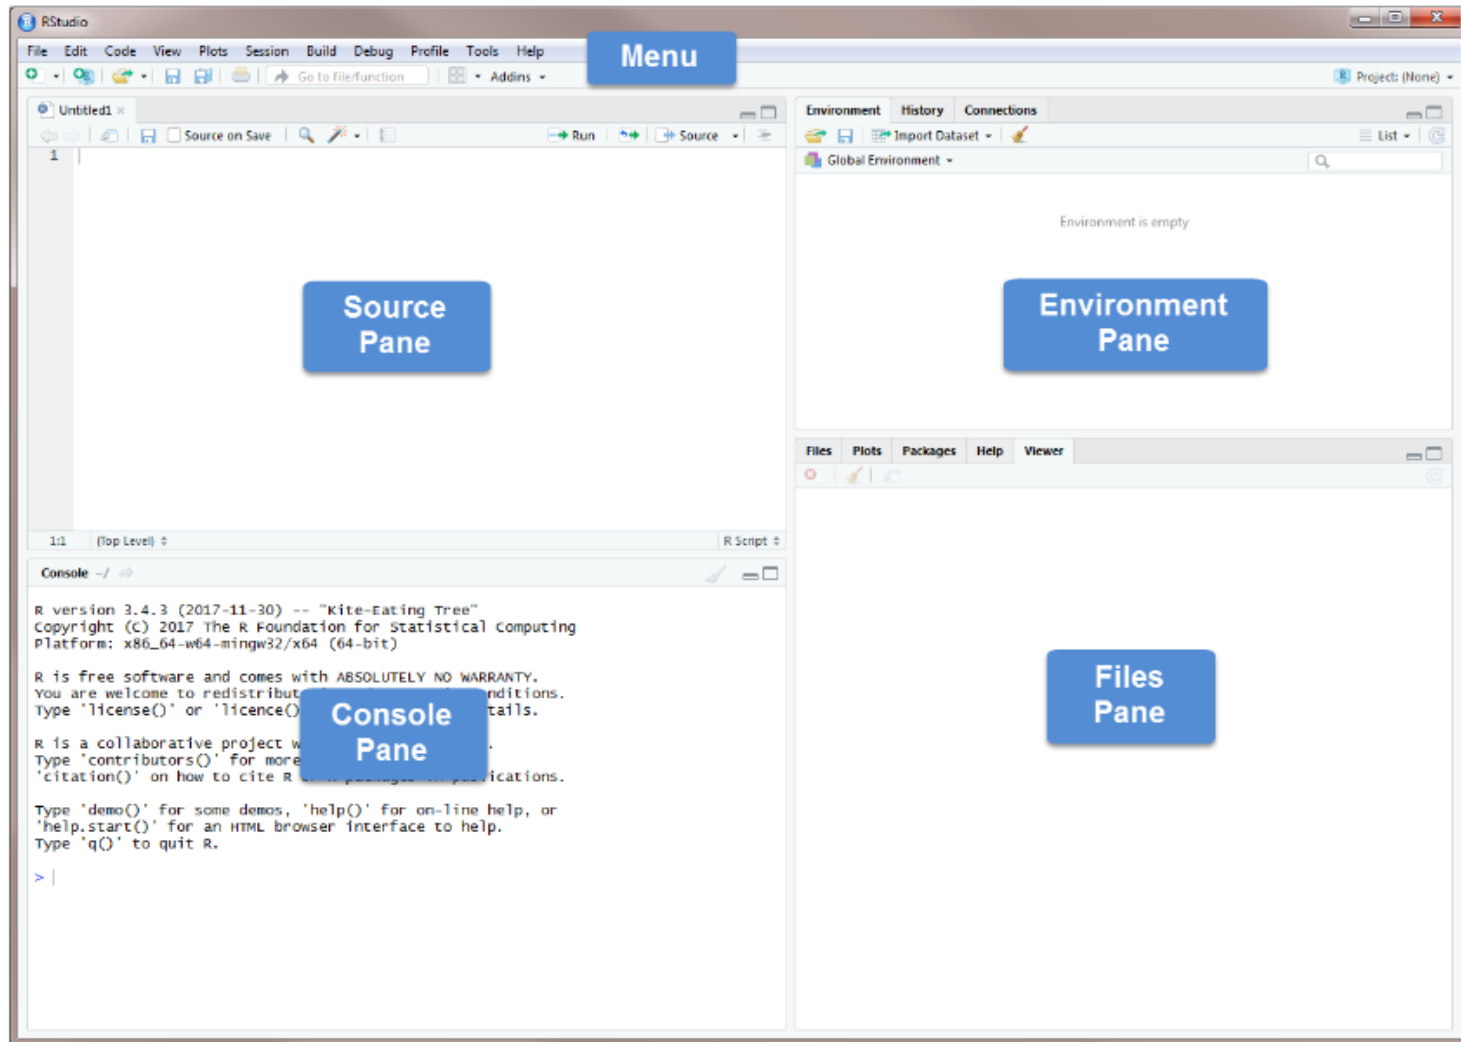 RStudio
File Edit Code View Plots Session Build Debug Profile Tools Help
Menu
Go to file/function
Addins
Project: (None)
Untitled1
Source on Save
Run
Source
1
Source
Pane
1:1 (Top Level)
R Script
Environment History Connections
Import Dataset
List
Global Environment
Environment is empty
Environment
Pane
Files Plots Packages Help Viewer
Files
Pane
Console ~/
R version 3.4.3 (2017-11-30) -- "Kite-Eating Tree"
Copyright (C) 2017 The R Foundation for Statistical Computing
Platform: x86_64-w64-mingw32/x64 (64-bit)
R is free software and comes with ABSOLUTELY NO WARRANTY.
You are welcome to redistribut nditions.
Type 'license()' or 'licence() tails.
R is a collaborative project w .
Type 'contributors()' for more
'citation()' on how to cite R ications.
Type 'demo()' for some demos, 'help()' for on-line help, or
'help.start()' for an HTML browser interface to help.
Type 'q()' to quit R.
>
Console
Pane